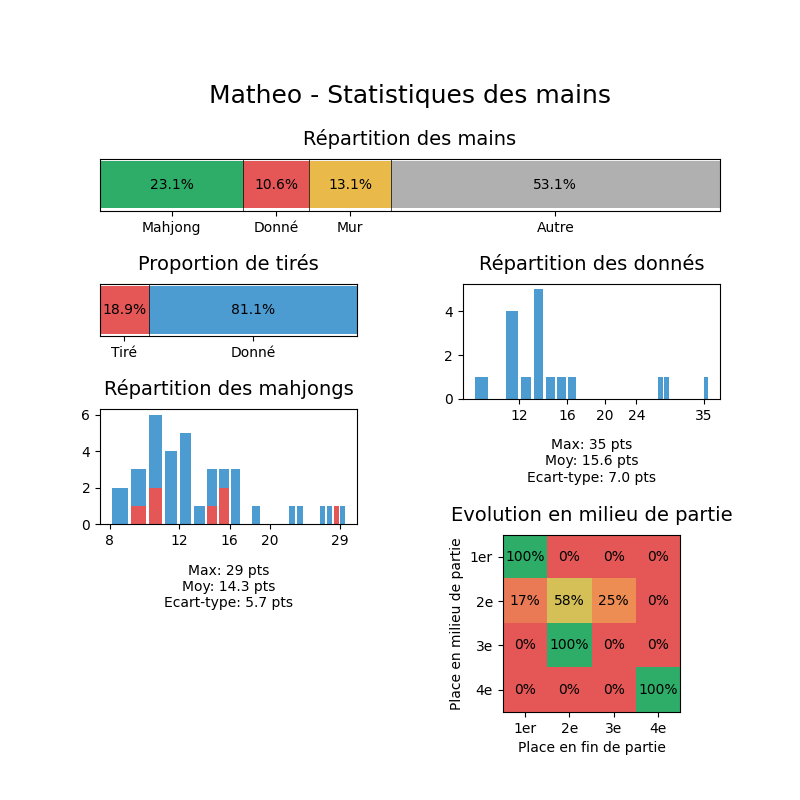 Matheo - Statistiques des mains
Répartition des mains
23.1% 10.6% 13.1% 53.1%
Mahjong Donné Mur Autre
Proportion de tirés
18.9% 81.1%
Tiré Donné
Répartition des donnés
4
2
0
12 16 20 24 35
Max: 35 pts
Moy: 15.6 pts
Ecart-type: 7.0 pts
Répartition des mahjongs
6
4
2
0
8 12 16 20 29
Max: 29 pts
Moy: 14.3 pts
Ecart-type: 5.7 pts
Evolution en milieu de partie
Place en milieu de partie
1er 100% 0% 0% 0%
2e 17% 58% 25% 0%
3e 0% 100% 0% 0%
4e 0% 0% 0% 100%
1er 2e 3e 4e
Place en fin de partie